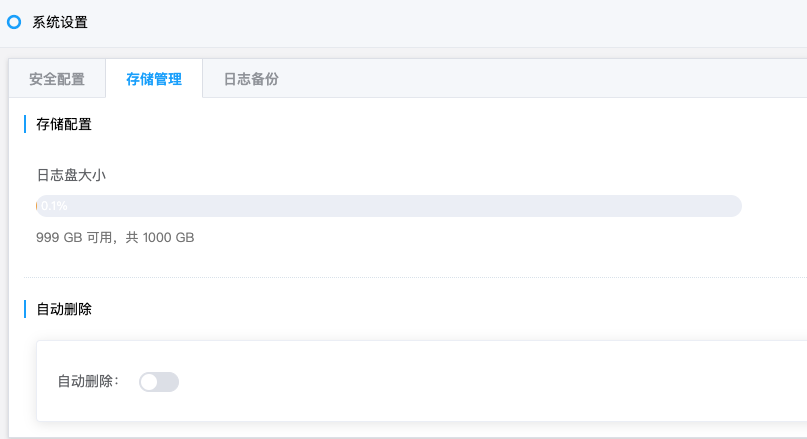 系统设置
安全配置 存储管理 日志备份
存储配置
日志盘大小
0.1%
999 GB 可用，共 1000 GB
自动删除
自动删除：